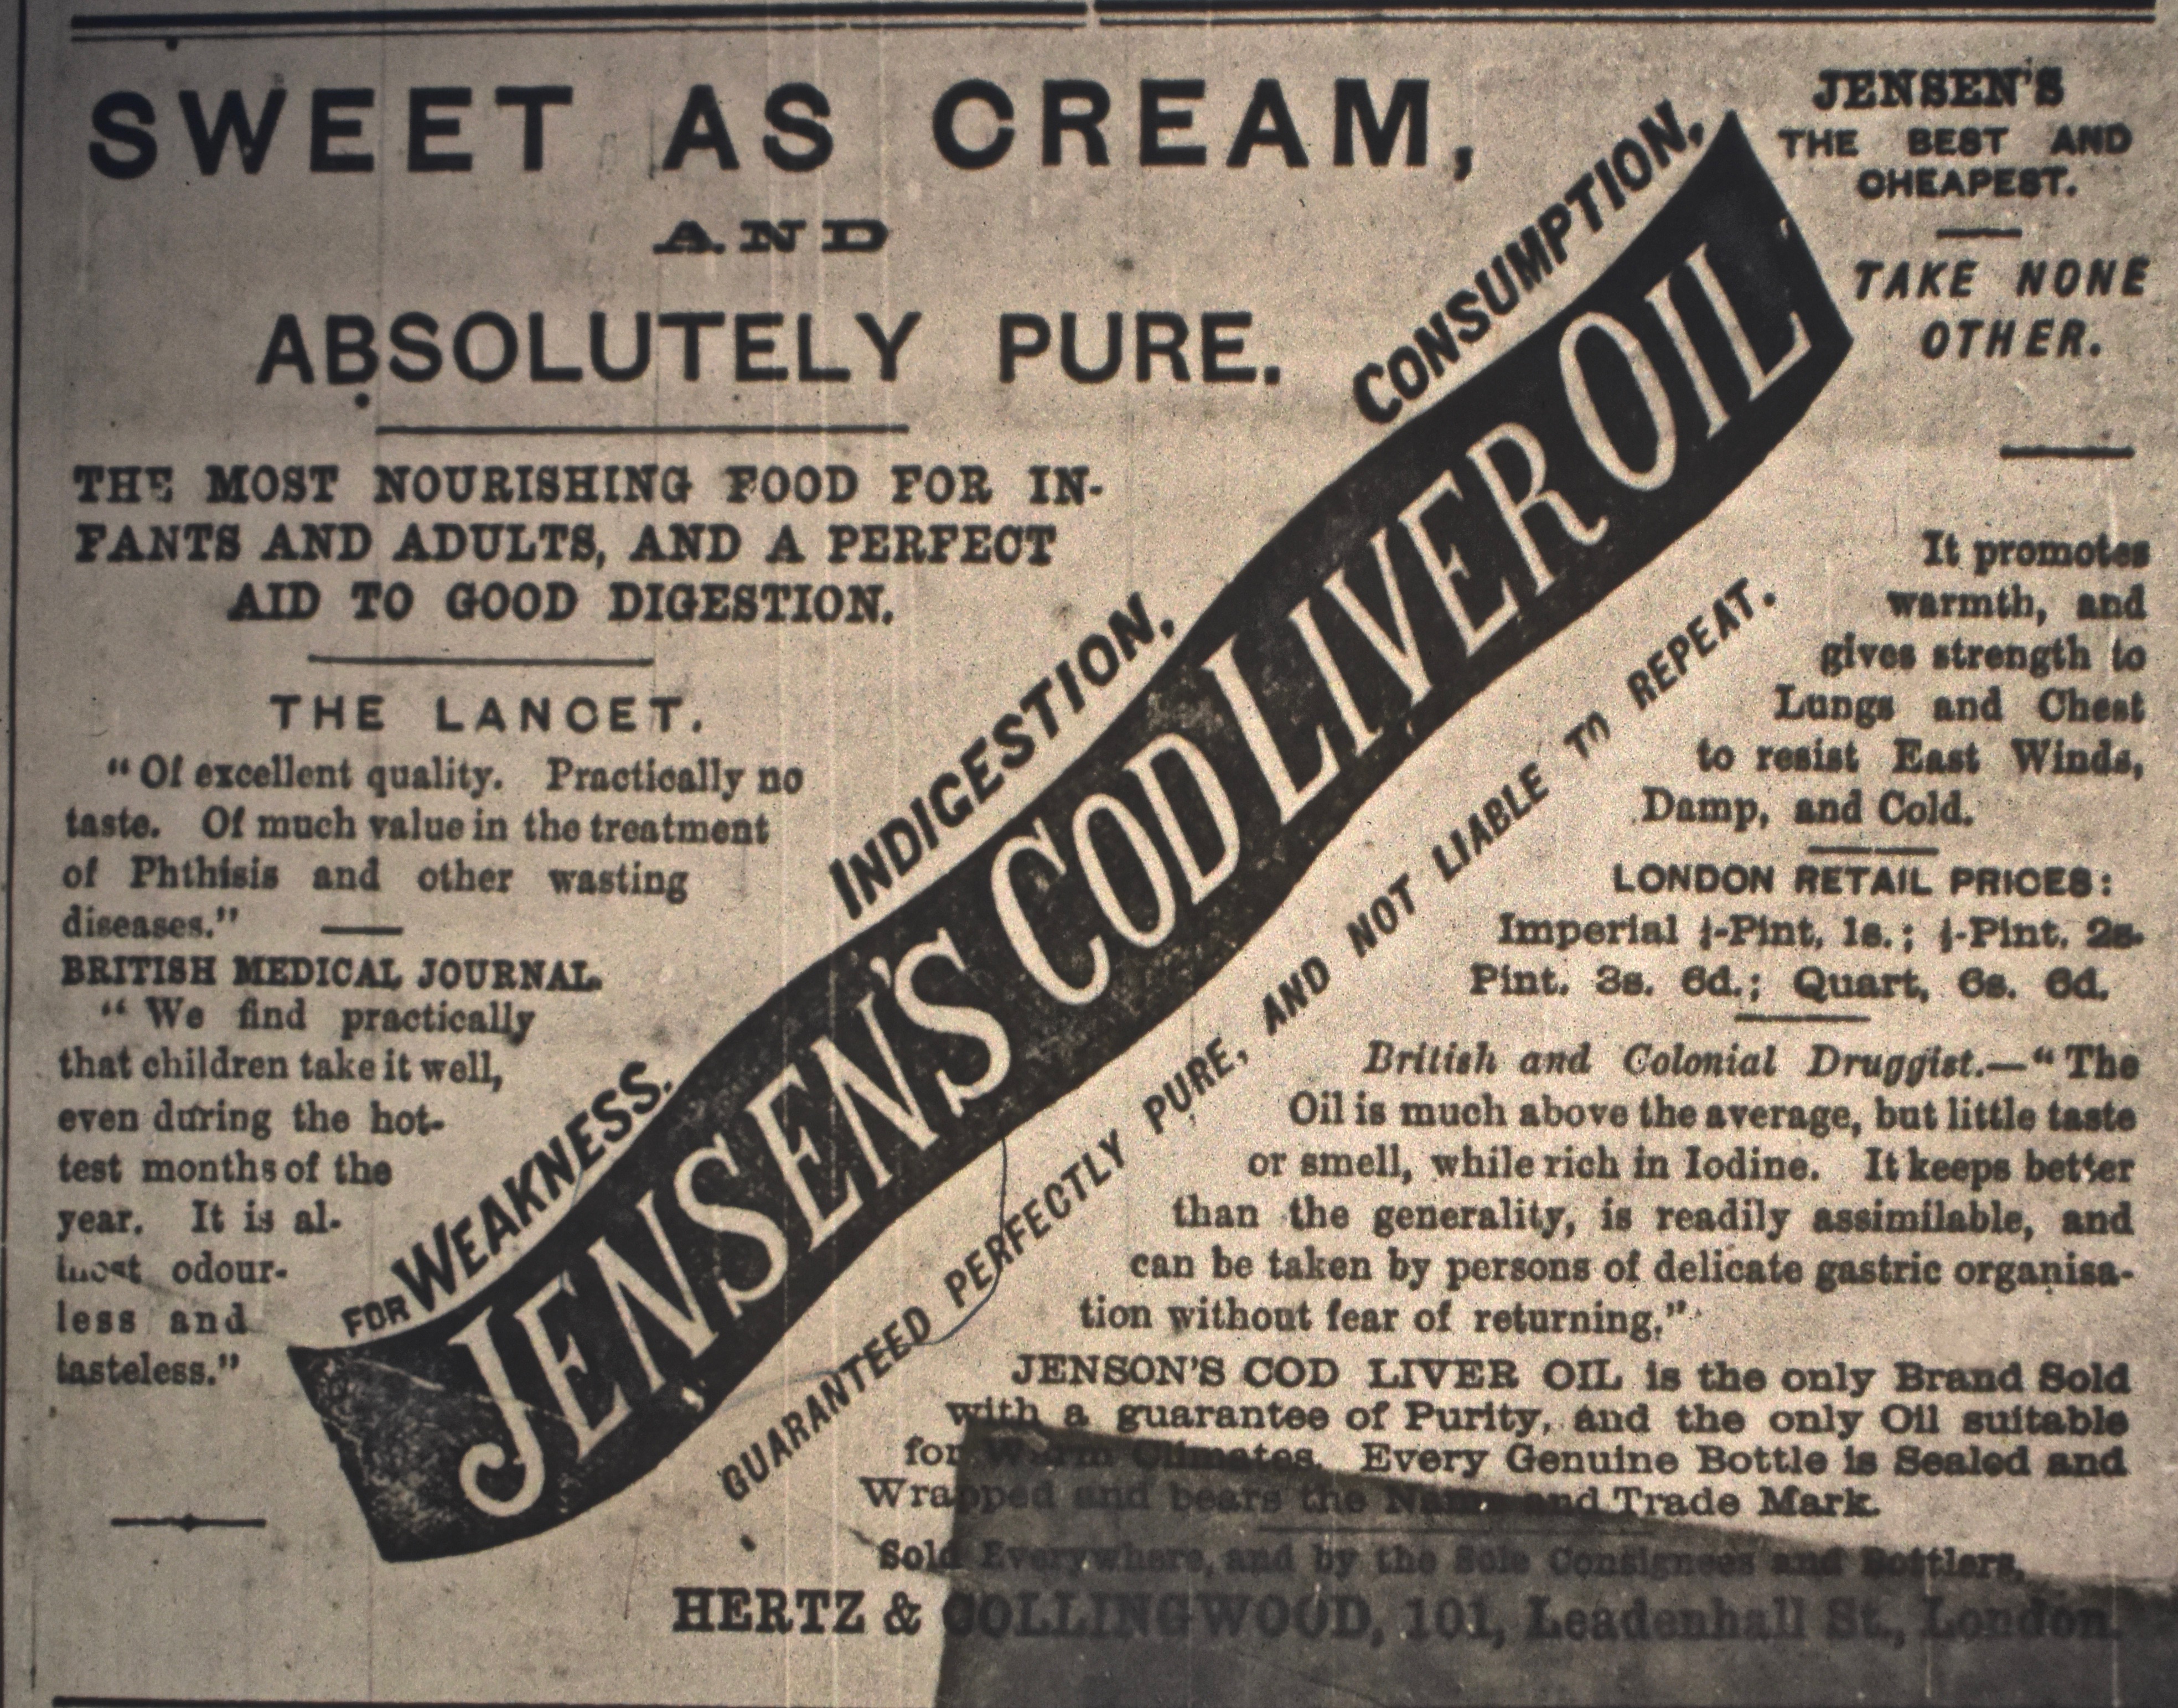 SWEET AS CREAM,
AND
ABSOLUTELY PURE.
THE MOST NOURISHING FOOD FOR IN-
FANTS AND ADULTS, AND A PERFECT
AID TO GOOD DIGESTION.
THE LANCET.
"Of excellent quality. Practically no
taste. Of much value in the treatment
of Phthisis and other wasting
diseases."
BRITISH MEDICAL JOURNAL.
"We find practically
that children take it well,
even during the hot-
test months of the
year. It is al-
most odour-
less and
tasteless."
FOR WEAKNESS. INDIGESTION. CONSUMPTION.
JENSEN'S COD LIVER OIL
GUARANTEED PERFECTLY PURE, AND NOT LIABLE TO REPEAT.
JENSEN'S
THE BEST AND
CHEAPEST.
TAKE NONE
OTHER.
It promotes
warmth, and
gives strength to
Lungs and Chest
to resist East Winds,
Damp, and Cold.
LONDON RETAIL PRICES:
Imperial -Pint, 1s.; -Pint. 2s.
Pint. 3s. 6d.; Quart, 6s. 6d.
British and Colonial Druggist.—"The
Oil is much above the average, but little taste
or smell, while rich in Iodine. It keeps better
than the generality, is readily assimilable, and
can be taken by persons of delicate gastric organisa-
tion without fear of returning."
JENSON'S COD LIVER OIL is the only Brand Sold
with a guarantee of Purity, and the only Oil suitable
for Warm Climates. Every Genuine Bottle is Sealed and
Wrapped and bears the Name and Trade Mark.
Sold Everywhere, and by the Sole Consignees and Bottlers,
HERTZ & COLLINGWOOD, 101, Leadenhall St., London.